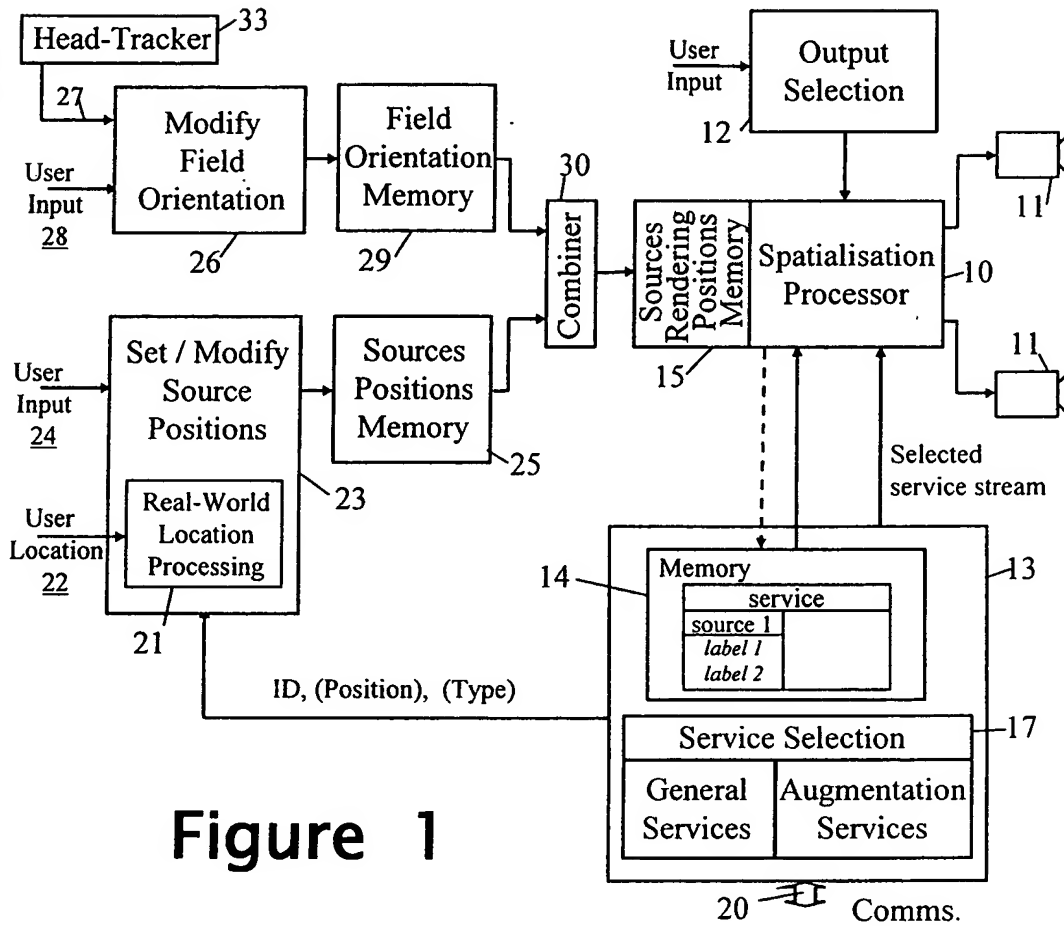 Head-Tracker
33
27
User
Input
28
Modify
Field
Orientation
26
Field
Orientation
Memory
29
User
Input
Output
Selection
12
30
Combiner
Sources
Rendering
Positions
Memory
15
Spatialisation
Processor
10
11
11
User
Input
24
Set / Modify
Source
Positions
23
Sources
Positions
Memory
25
User
Location
22
Real-World
Location
Processing
21
Selected
service stream
13
14
Memory
service
source 1
label 1
label 2
ID, (Position), (Type)
17
Service Selection
General
Services
Augmentation
Services
20
Comms.
Figure 1